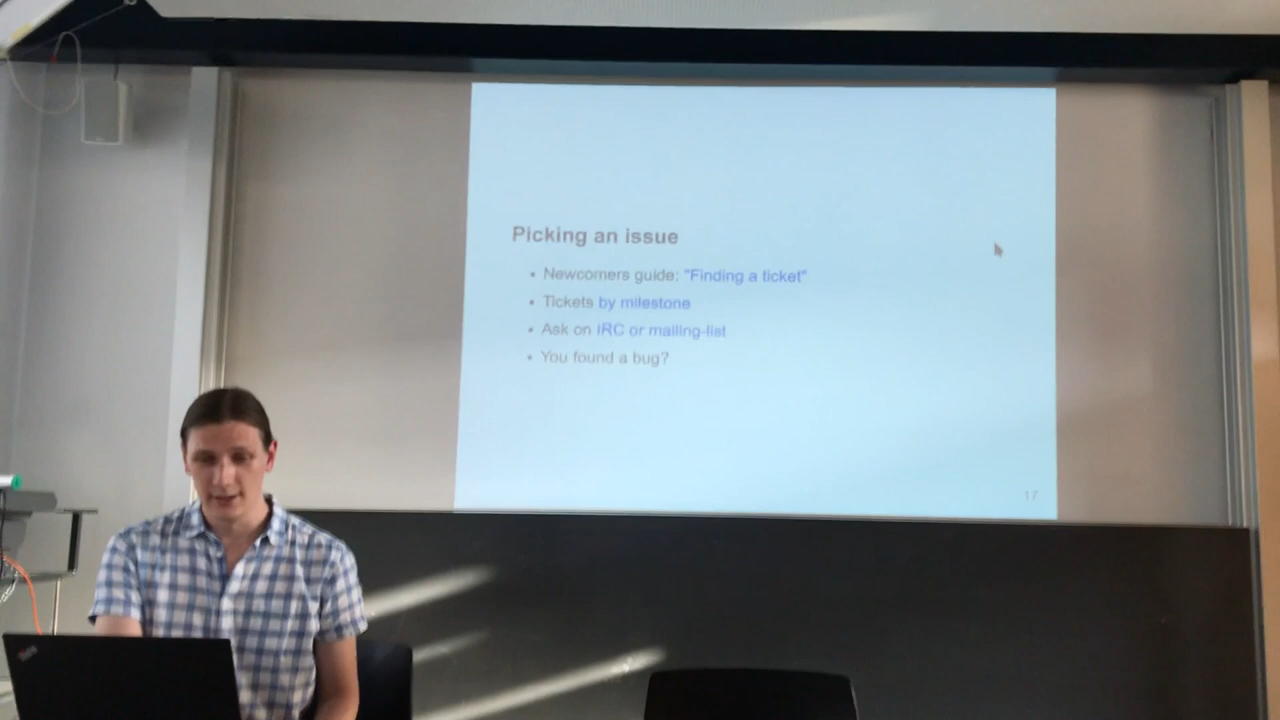 Picking an issue
• Newcomers guide: "Finding a ticket"
• Tickets by milestone
• Ask on IRC or mailing-list
• You found a bug?
17